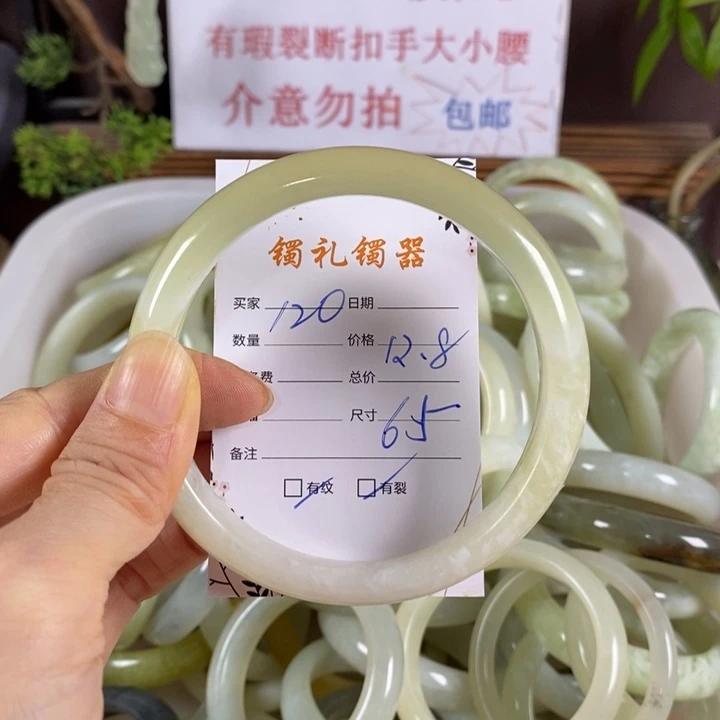 有瑕裂断扣手大小腰
介意勿拍 包邮
镯礼镯器
买家 120 日期
数量 价格 12.8
费 总价
尺寸 65
备注
有纹 有裂